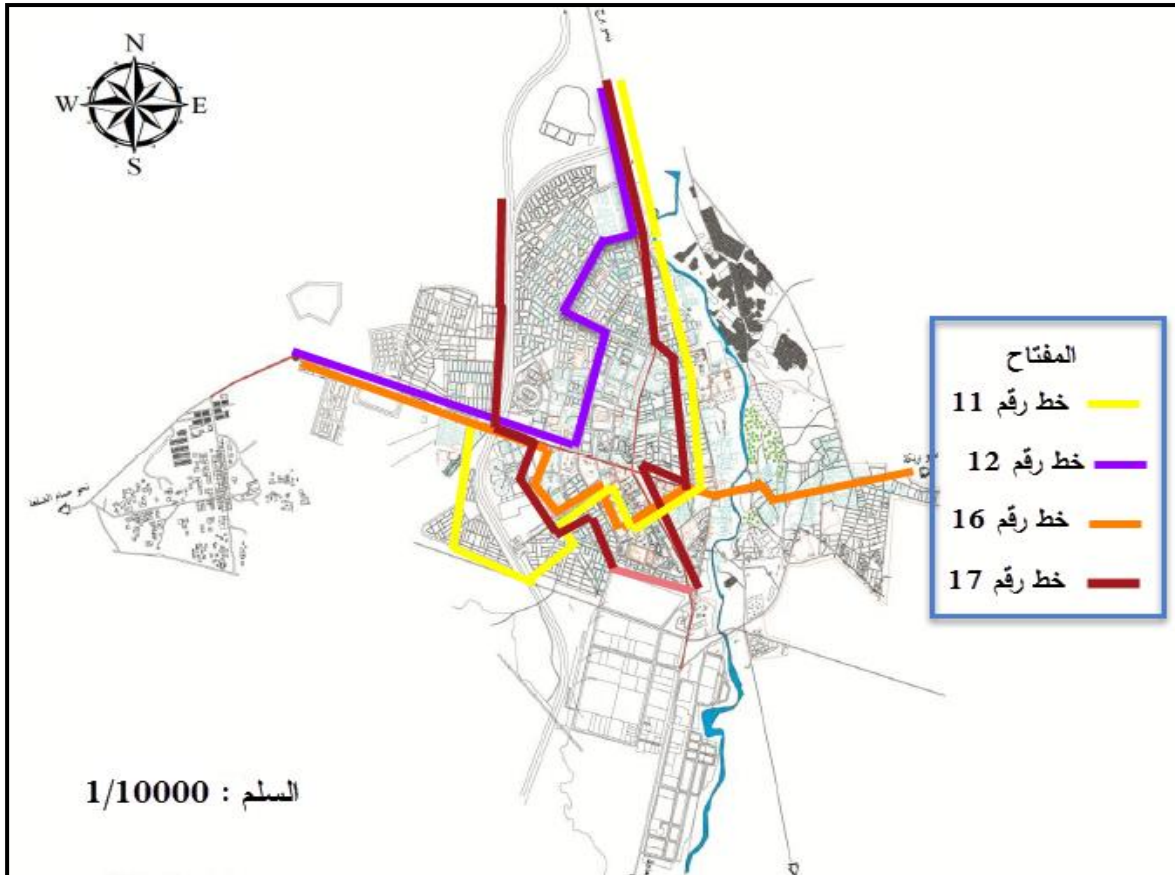 N
W E
S
المفتاح
خط رقم 11
خط رقم 12
خط رقم 16
خط رقم 17
السلم : 1/10000